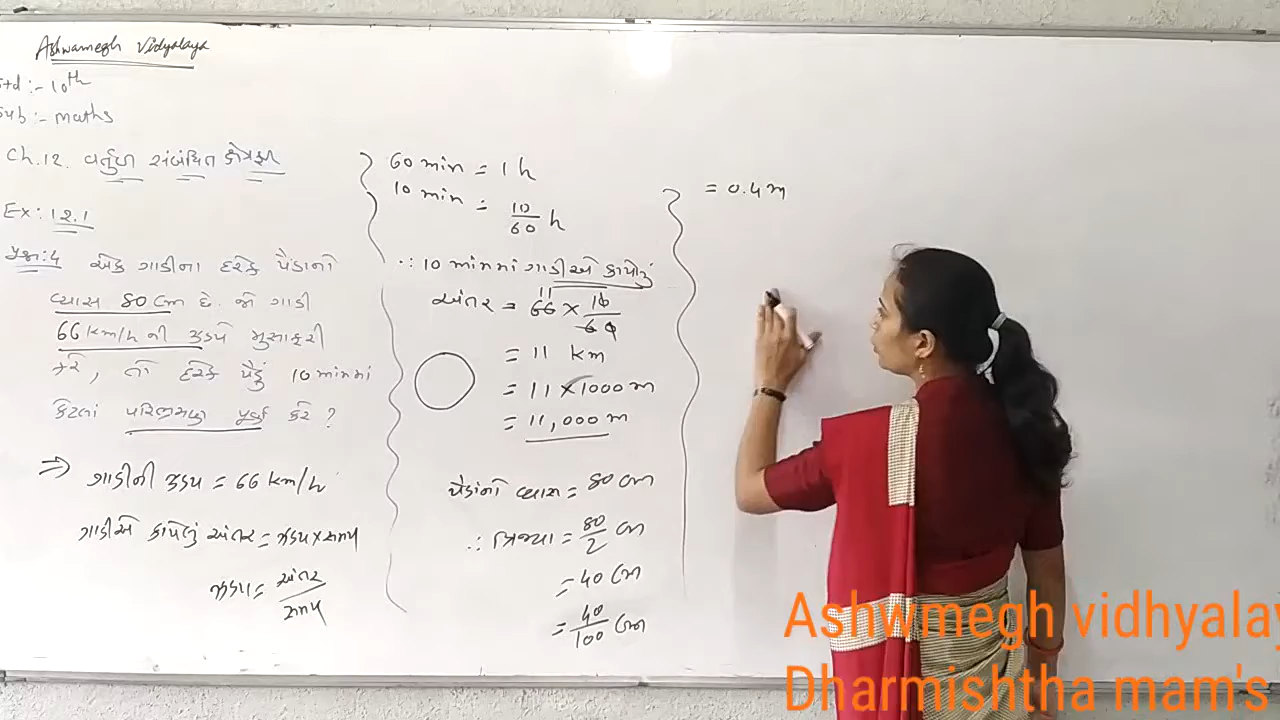 Ashwamegh Vidyalaya
Std :- 10th
Sub :- maths
Ch.12. વર્તુળ સંબંધિત ક્ષેત્રફળ
Ex: 12.1
પ્રશ્ન:4 એક ગાડીના દરેક પૈંડાનો
વ્યાસ 80 cm છે. જો ગાડી
66 km/h ની ઝડપે મુસાફરી
કરે, તો દરેક પૈડું 10 minમાં
કેટલાં પરિભ્રમણ પૂર્ણ કરે ?
⇒ ગાડીની ઝડપ = 66 km/h
ગાડીએ કાપેલું અંતર = ઝડપ × સમય
ઝડપ = અંતર / સમય
60 min = 1 h
10 min = 10/60 h
∴ 10 minમાં ગાડીએ કાપેલું
અંતર = 66 × 10/60
11
= 11 km
= 11 × 1000 m
= 11,000 m
પૈંડાંનો વ્યાસ = 80 cm
∴ ત્રિજ્યા = 80/2 cm
= 40 cm
= 40/100 cm
= 0.4 m
Ashwmegh vidhyalay
Dharmishtha mam's